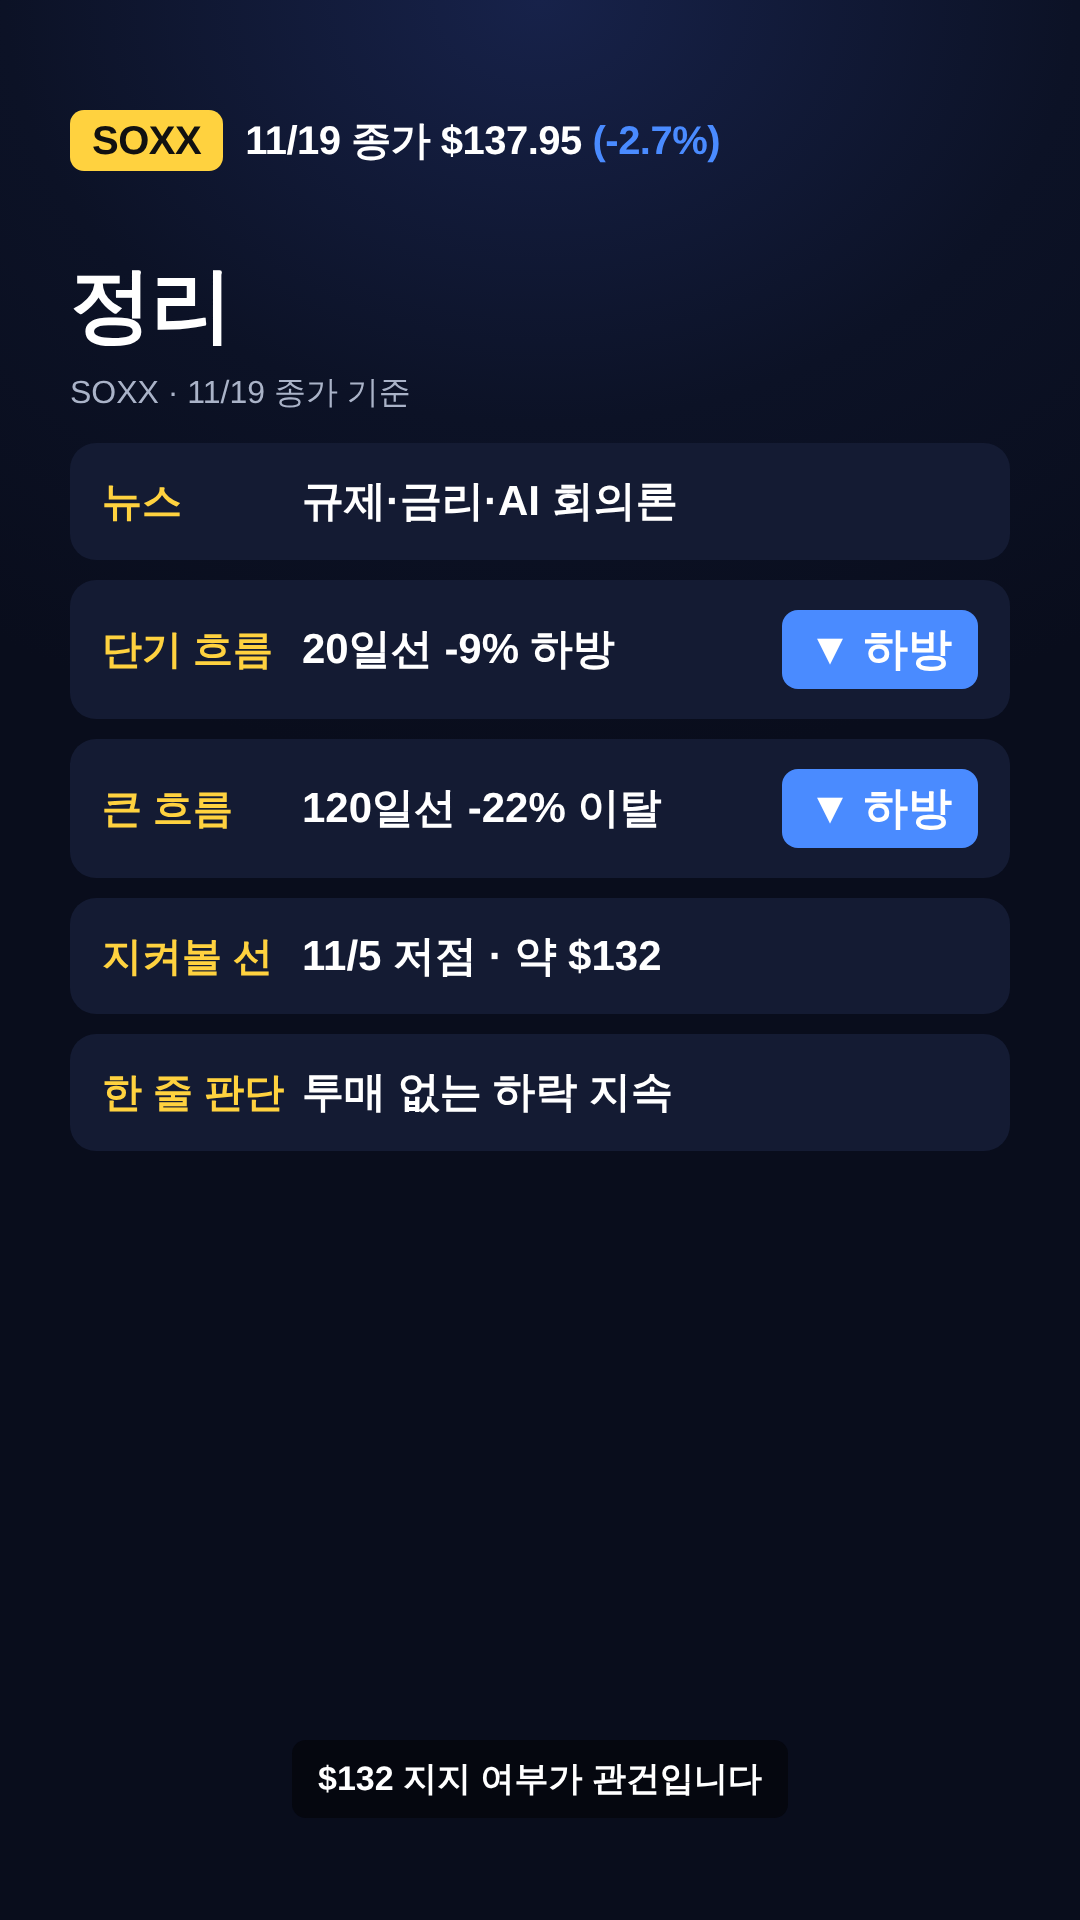 SOXX 11/19 종가 $137.95 (-2.7%)
정리
SOXX · 11/19 종가 기준
뉴스 규제·금리·AI 회의론
단기 흐름 20일선 -9% 하방 ▼ 하방
큰 흐름 120일선 -22% 이탈 ▼ 하방
지켜볼 선 11/5 저점 · 약 $132
한 줄 판단 투매 없는 하락 지속
$132 지지 여부가 관건입니다